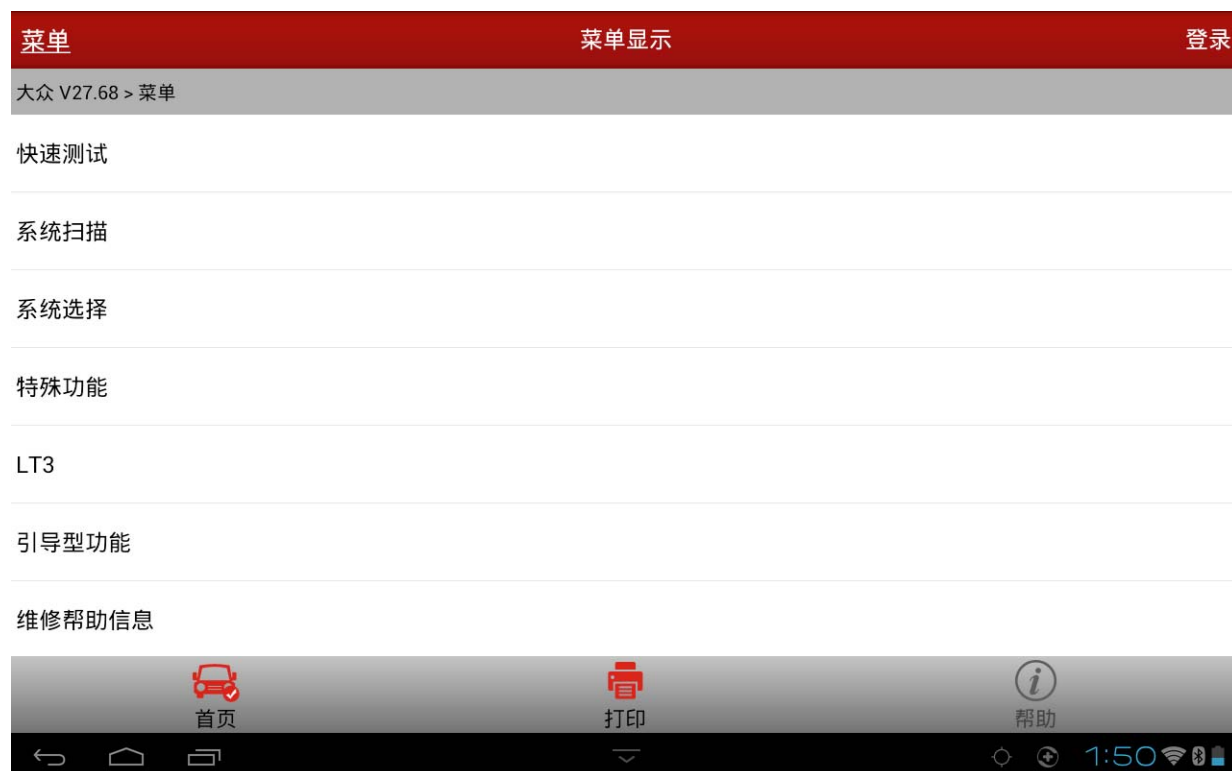 菜单 菜单显示 登录
大众 V27.68 > 菜单
快速测试
系统扫描
系统选择
特殊功能
LT3
引导型功能
维修帮助信息
首页 打印 帮助
1:50